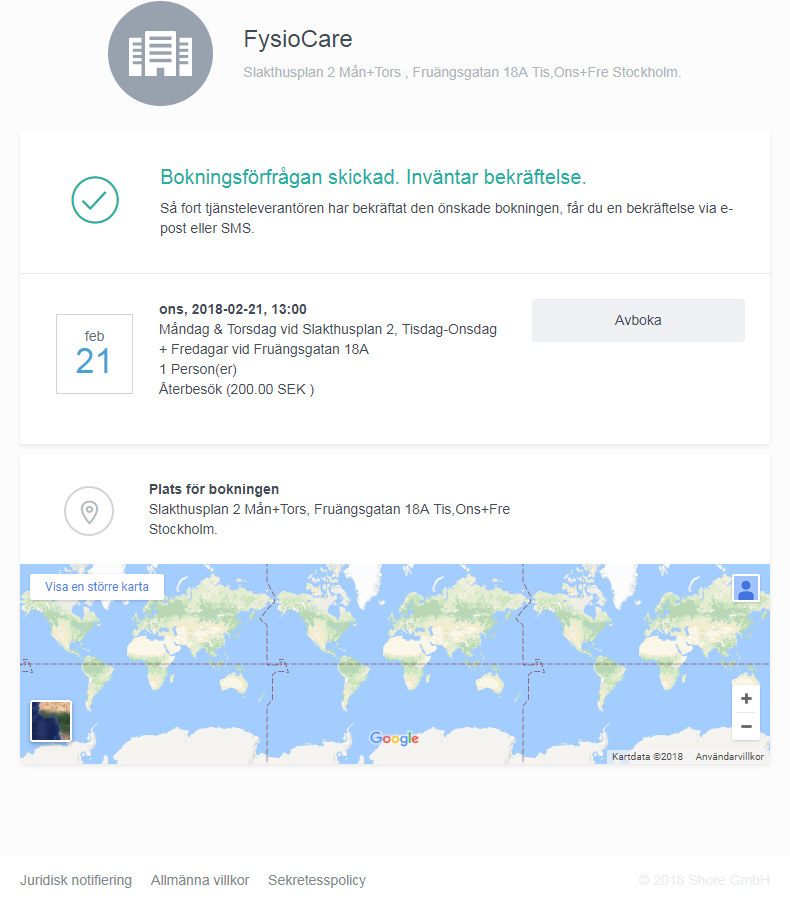 FysioCare
Slakthusplan 2 Mån+Tors , Fruängsgatan 18A Tis,Ons+Fre Stockholm.
Bokningsförfrågan skickad. Inväntar bekräftelse.
Så fort tjänsteleverantören har bekräftat den önskade bokningen, får du en bekräftelse via e-
post eller SMS.
feb
21
ons, 2018-02-21, 13:00
Måndag & Torsdag vid Slakthusplan 2, Tisdag-Onsdag
+ Fredagar vid Fruängsgatan 18A
1 Person(er)
Återbesök (200.00 SEK )
Avboka
Plats för bokningen
Slakthusplan 2 Mån+Tors, Fruängsgatan 18A Tis,Ons+Fre
Stockholm.
Visa en större karta
+
−
Google
Kartdata ©2018 Användarvillkor
Juridisk notifiering Allmänna villkor Sekretesspolicy © 2018 Shore GmbH